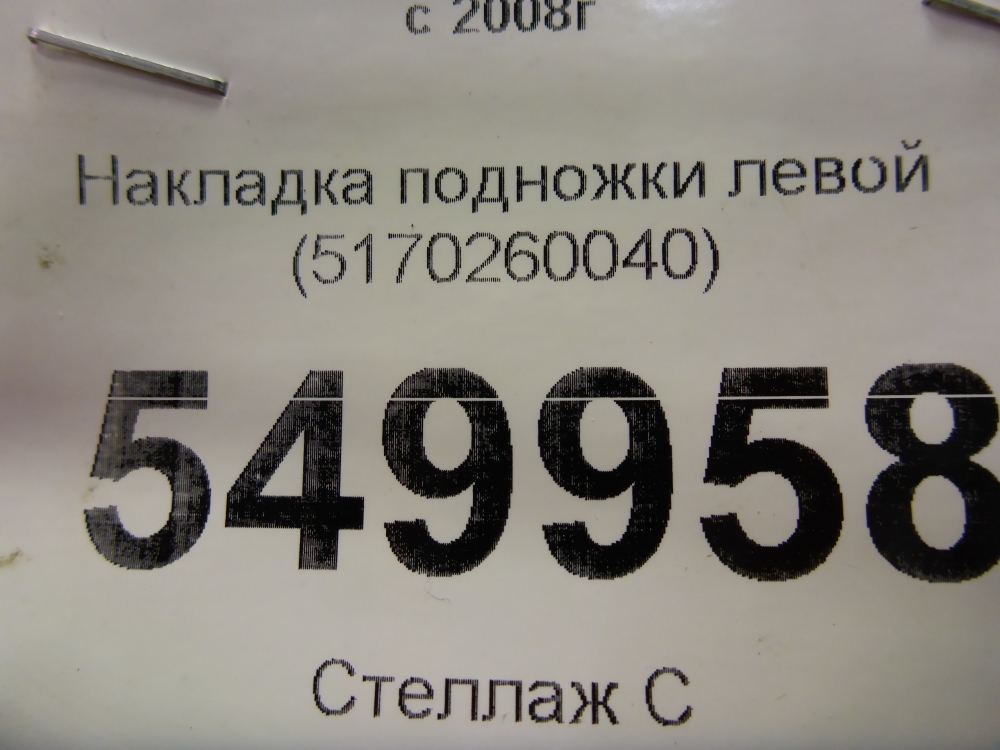 с 2008г
Накладка подножки левой
(5170260040)
549958
Стеллаж С